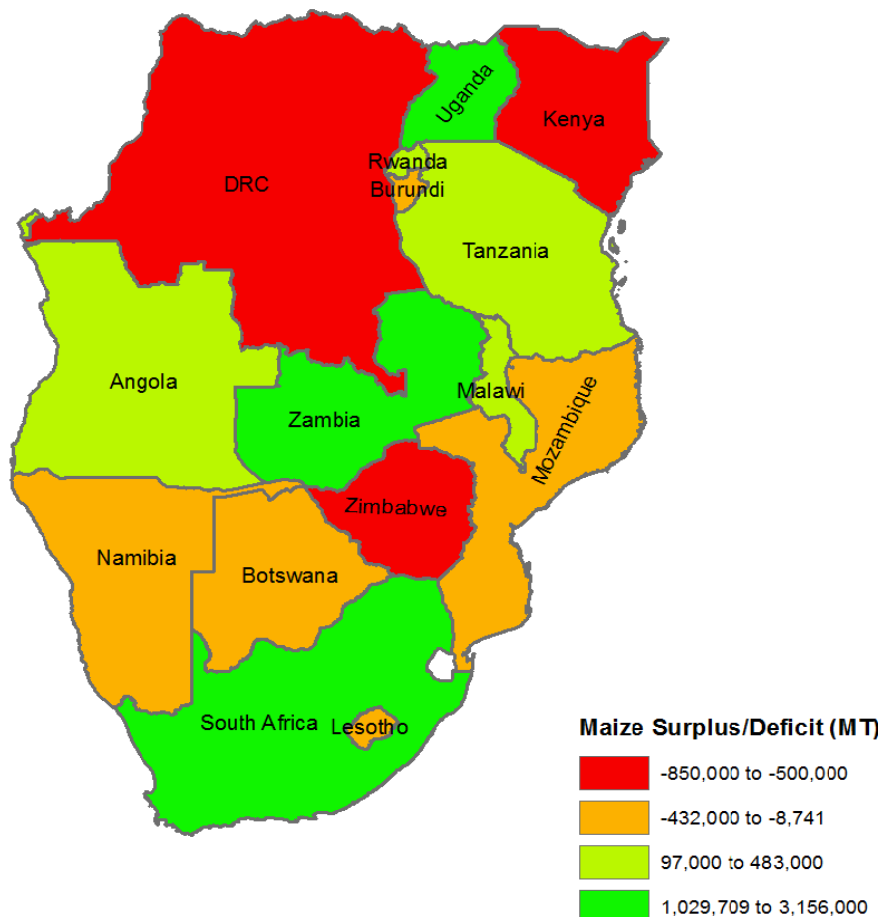 Uganda
Kenya
Rwanda
DRC
Burundi
Tanzania
Angola
Malawi
Zambia
Mozambique
Zimbabwe
Namibia
Botswana
South Africa
Lesotho
Maize Surplus/Deficit (MT)
-850,000 to -500,000
-432,000 to -8,741
97,000 to 483,000
1,029,709 to 3,156,000